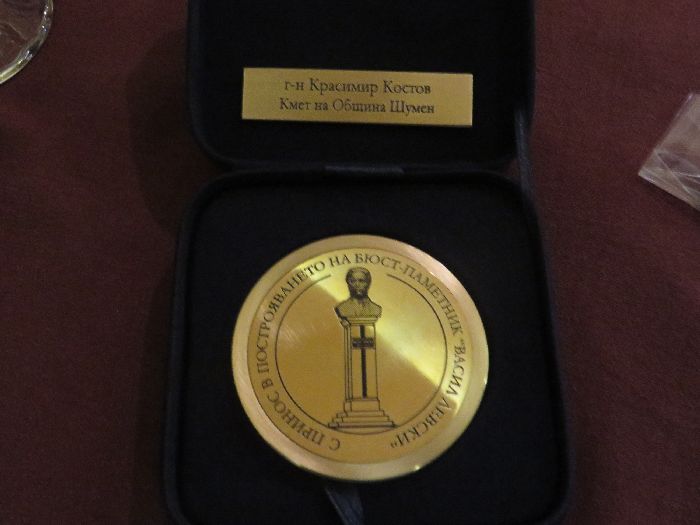 г-н Красимир Костов
Кмет на Община Шумен
С ПРИНОС В ПОСТРОЯВАНЕТО НА БЮСТ-ПАМЕТНИК "ВАСИЛ ЛЕВСКИ"